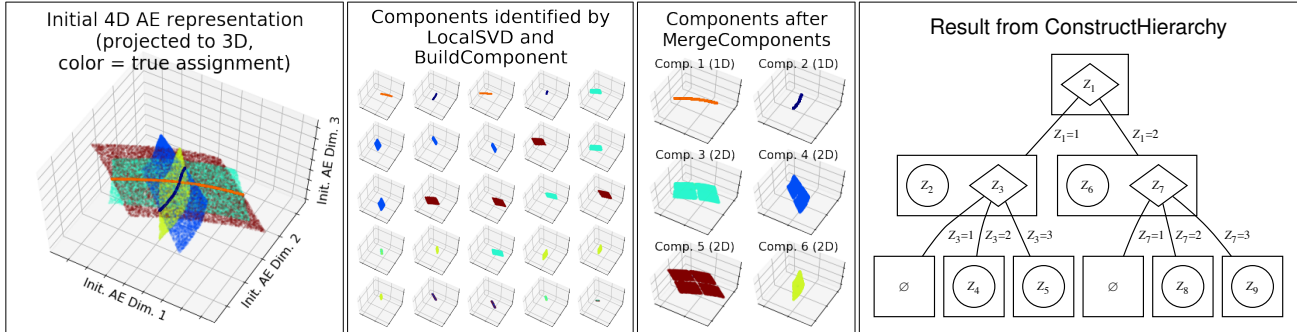 Initial 4D AE representation
(projected to 3D,
color = true assignment)
Init. AE Dim. 1
Init. AE Dim. 2
Init. AE Dim. 3
Components identified by
LocalSVD and
BuildComponent
Components after
MergeComponents
Comp. 1 (1D) Comp. 2 (1D)
Comp. 3 (2D) Comp. 4 (2D)
Comp. 5 (2D) Comp. 6 (2D)
Result from ConstructHierarchy
Z1
Z1=1 Z1=2
Z2 Z3 Z6 Z7
Z3=1 Z3=2 Z3=3 Z7=1 Z7=2 Z7=3
∅ Z4 Z5 ∅ Z8 Z9